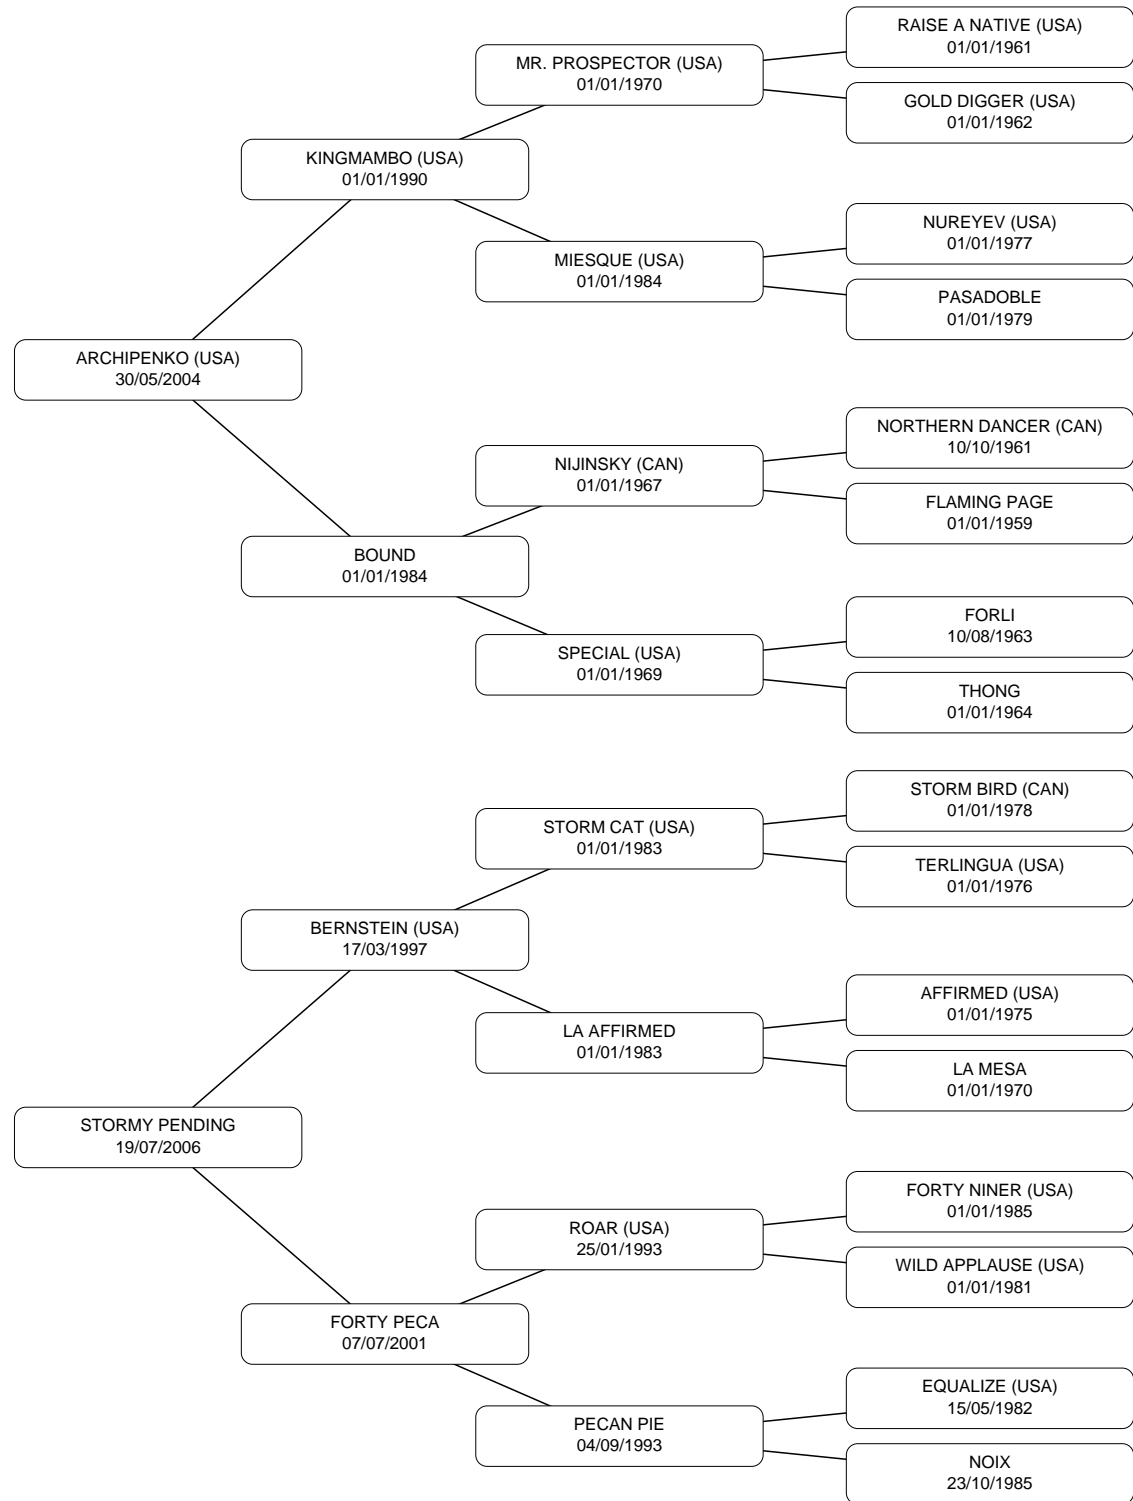 RAISE A NATIVE (USA)
01/01/1961
MR. PROSPECTOR (USA)
01/01/1970
GOLD DIGGER (USA)
01/01/1962
KINGMAMBO (USA)
01/01/1990
NUREYEV (USA)
01/01/1977
MIESQUE (USA)
01/01/1984
PASADOBLE
01/01/1979
ARCHIPENKO (USA)
30/05/2004
NORTHERN DANCER (CAN)
10/10/1961
NIJINSKY (CAN)
01/01/1967
FLAMING PAGE
01/01/1959
BOUND
01/01/1984
FORLI
10/08/1963
SPECIAL (USA)
01/01/1969
THONG
01/01/1964
STORM BIRD (CAN)
01/01/1978
STORM CAT (USA)
01/01/1983
TERLINGUA (USA)
01/01/1976
BERNSTEIN (USA)
17/03/1997
AFFIRMED (USA)
01/01/1975
LA AFFIRMED
01/01/1983
LA MESA
01/01/1970
STORMY PENDING
19/07/2006
FORTY NINER (USA)
01/01/1985
ROAR (USA)
25/01/1993
WILD APPLAUSE (USA)
01/01/1981
FORTY PECA
07/07/2001
EQUALIZE (USA)
15/05/1982
PECAN PIE
04/09/1993
NOIX
23/10/1985